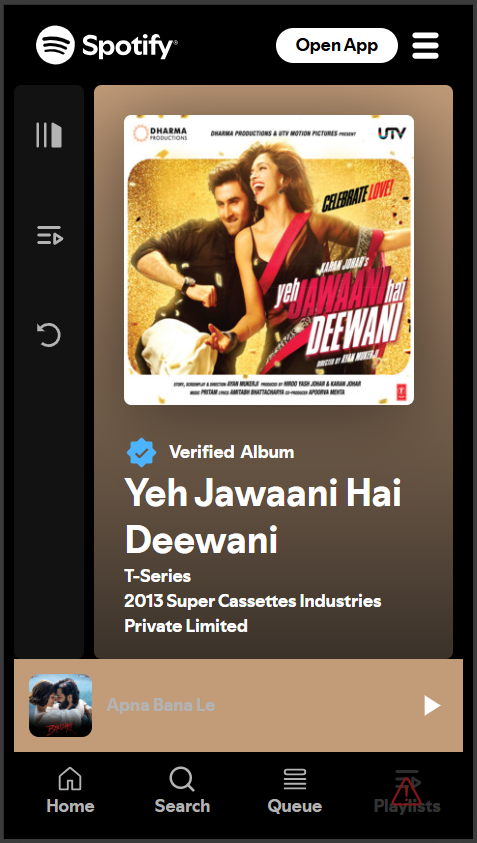 Spotify®
Open App
DHARMA PRODUCTIONS
DHARMA PRODUCTIONS & UTV MOTION PICTURES PRESENT
UTV
CELEBRATE LOVE!
KARAN JOHAR'S
yeh JAWAANI hai
DEEWANI
DIRECTED BY AYAN MUKERJI
STORY, SCREENPLAY & DIRECTION AYAN MUKERJI PRODUCED BY HIROO YASH JOHAR & KARAN JOHAR
MUSIC PRITAM LYRICS AMITABH BHATTACHARYA CO-PRODUCER APOORVA MEHTA
Verified Album
Yeh Jawaani Hai
Deewani
T-Series
2013 Super Cassettes Industries
Private Limited
Apna Bana Le
Home
Search
Queue
Playlists